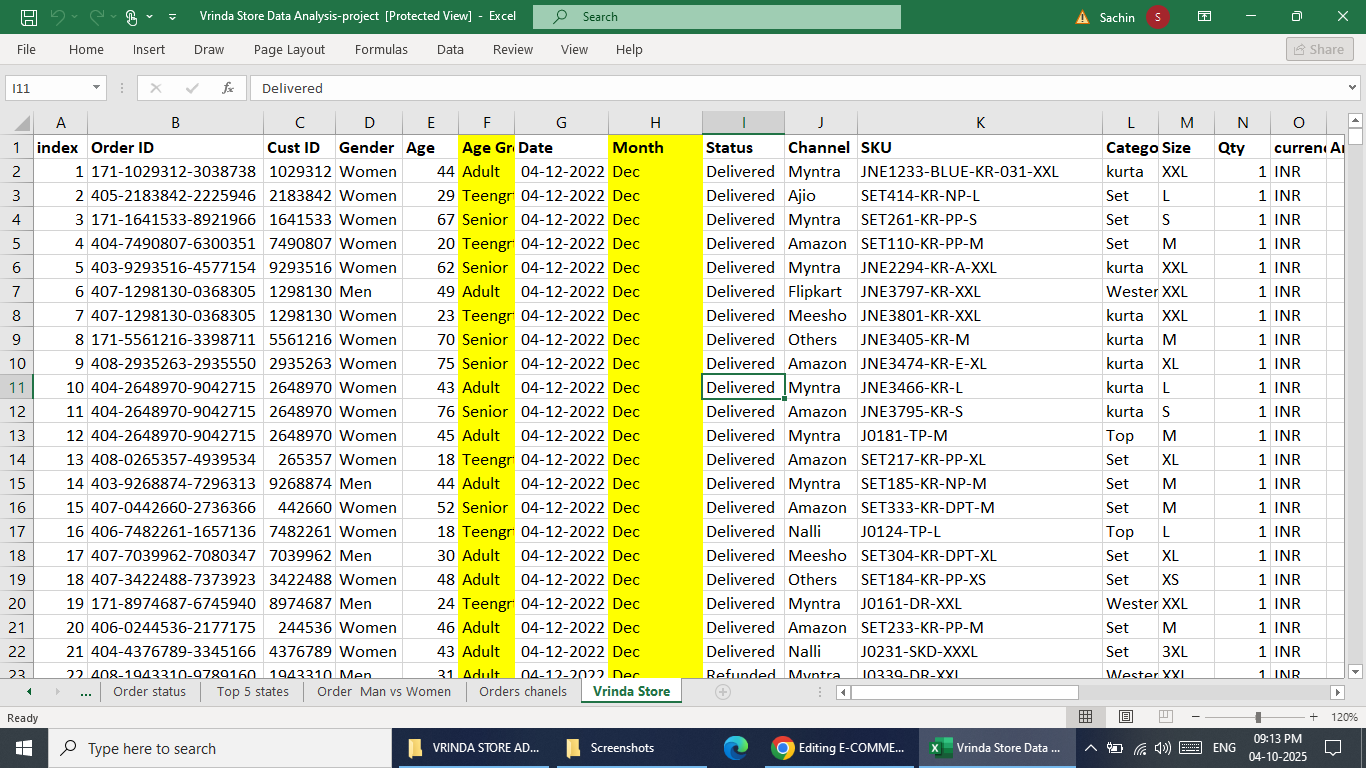 Vrinda Store Data Analysis-project [Protected View] - Excel Search Sachin S
File Home Insert Draw Page Layout Formulas Data Review View Help Share
I11 fx Delivered
A B C D E F G H I J K L M N O
1 index Order ID Cust ID Gender Age Age Gr Date Month Status Channel SKU Catego Size Qty curren Ar
2 1 171-1029312-3038738 1029312 Women 44 Adult 04-12-2022 Dec Delivered Myntra JNE1233-BLUE-KR-031-XXL kurta XXL 1 INR
3 2 405-2183842-2225946 2183842 Women 29 Teengr 04-12-2022 Dec Delivered Ajio SET414-KR-NP-L Set L 1 INR
4 3 171-1641533-8921966 1641533 Women 67 Senior 04-12-2022 Dec Delivered Myntra SET261-KR-PP-S Set S 1 INR
5 4 404-7490807-6300351 7490807 Women 20 Teengr 04-12-2022 Dec Delivered Amazon SET110-KR-PP-M Set M 1 INR
6 5 403-9293516-4577154 9293516 Women 62 Senior 04-12-2022 Dec Delivered Myntra JNE2294-KR-A-XXL kurta XXL 1 INR
7 6 407-1298130-0368305 1298130 Men 49 Adult 04-12-2022 Dec Delivered Flipkart JNE3797-KR-XXL Wester XXL 1 INR
8 7 407-1298130-0368305 1298130 Women 23 Teengr 04-12-2022 Dec Delivered Meesho JNE3801-KR-XXL kurta XXL 1 INR
9 8 171-5561216-3398711 5561216 Women 70 Senior 04-12-2022 Dec Delivered Others JNE3405-KR-M kurta M 1 INR
10 9 408-2935263-2935550 2935263 Women 75 Senior 04-12-2022 Dec Delivered Amazon JNE3474-KR-E-XL kurta XL 1 INR
11 10 404-2648970-9042715 2648970 Women 43 Adult 04-12-2022 Dec Delivered Myntra JNE3466-KR-L kurta L 1 INR
12 11 404-2648970-9042715 2648970 Women 76 Senior 04-12-2022 Dec Delivered Amazon JNE3795-KR-S kurta S 1 INR
13 12 404-2648970-9042715 2648970 Women 45 Adult 04-12-2022 Dec Delivered Myntra J0181-TP-M Top M 1 INR
14 13 408-0265357-4939534 265357 Women 18 Teengr 04-12-2022 Dec Delivered Amazon SET217-KR-PP-XL Set XL 1 INR
15 14 403-9268874-7296313 9268874 Men 44 Adult 04-12-2022 Dec Delivered Myntra SET185-KR-NP-M Set M 1 INR
16 15 407-0442660-2736366 442660 Women 52 Senior 04-12-2022 Dec Delivered Amazon SET333-KR-DPT-M Set M 1 INR
17 16 406-7482261-1657136 7482261 Women 18 Teengr 04-12-2022 Dec Delivered Nalli J0124-TP-L Top L 1 INR
18 17 407-7039962-7080347 7039962 Men 30 Adult 04-12-2022 Dec Delivered Meesho SET304-KR-DPT-XL Set XL 1 INR
19 18 407-3422488-7373923 3422488 Women 48 Adult 04-12-2022 Dec Delivered Others SET184-KR-PP-XS Set XS 1 INR
20 19 171-8974687-6745940 8974687 Men 24 Teengr 04-12-2022 Dec Delivered Myntra J0161-DR-XXL Wester XXL 1 INR
21 20 406-0244536-2177175 244536 Women 46 Adult 04-12-2022 Dec Delivered Amazon SET233-KR-PP-M Set M 1 INR
22 21 404-4376789-3345166 4376789 Women 43 Adult 04-12-2022 Dec Delivered Nalli J0231-SKD-XXXL Set 3XL 1 INR
23 22 408-1943310-9789160 1943310 Men 31 Adult 04-12-2022 Dec Refunded Myntra J0339-DR-XXL Wester XXL 1 INR
... Order status Top 5 states Order Man vs Women Orders chanels Vrinda Store
Ready 120%
Type here to search VRINDA STORE AD... Screenshots Editing E-COMME... Vrinda Store Data ... ENG 09:13 PM
04-10-2025